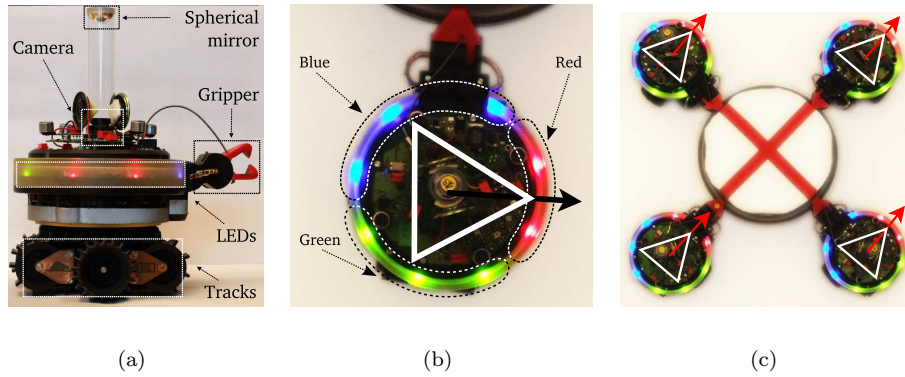 Spherical
mirror
Camera
Gripper
LEDs
Tracks
(a)
Blue
Red
Green
(b)
(c)